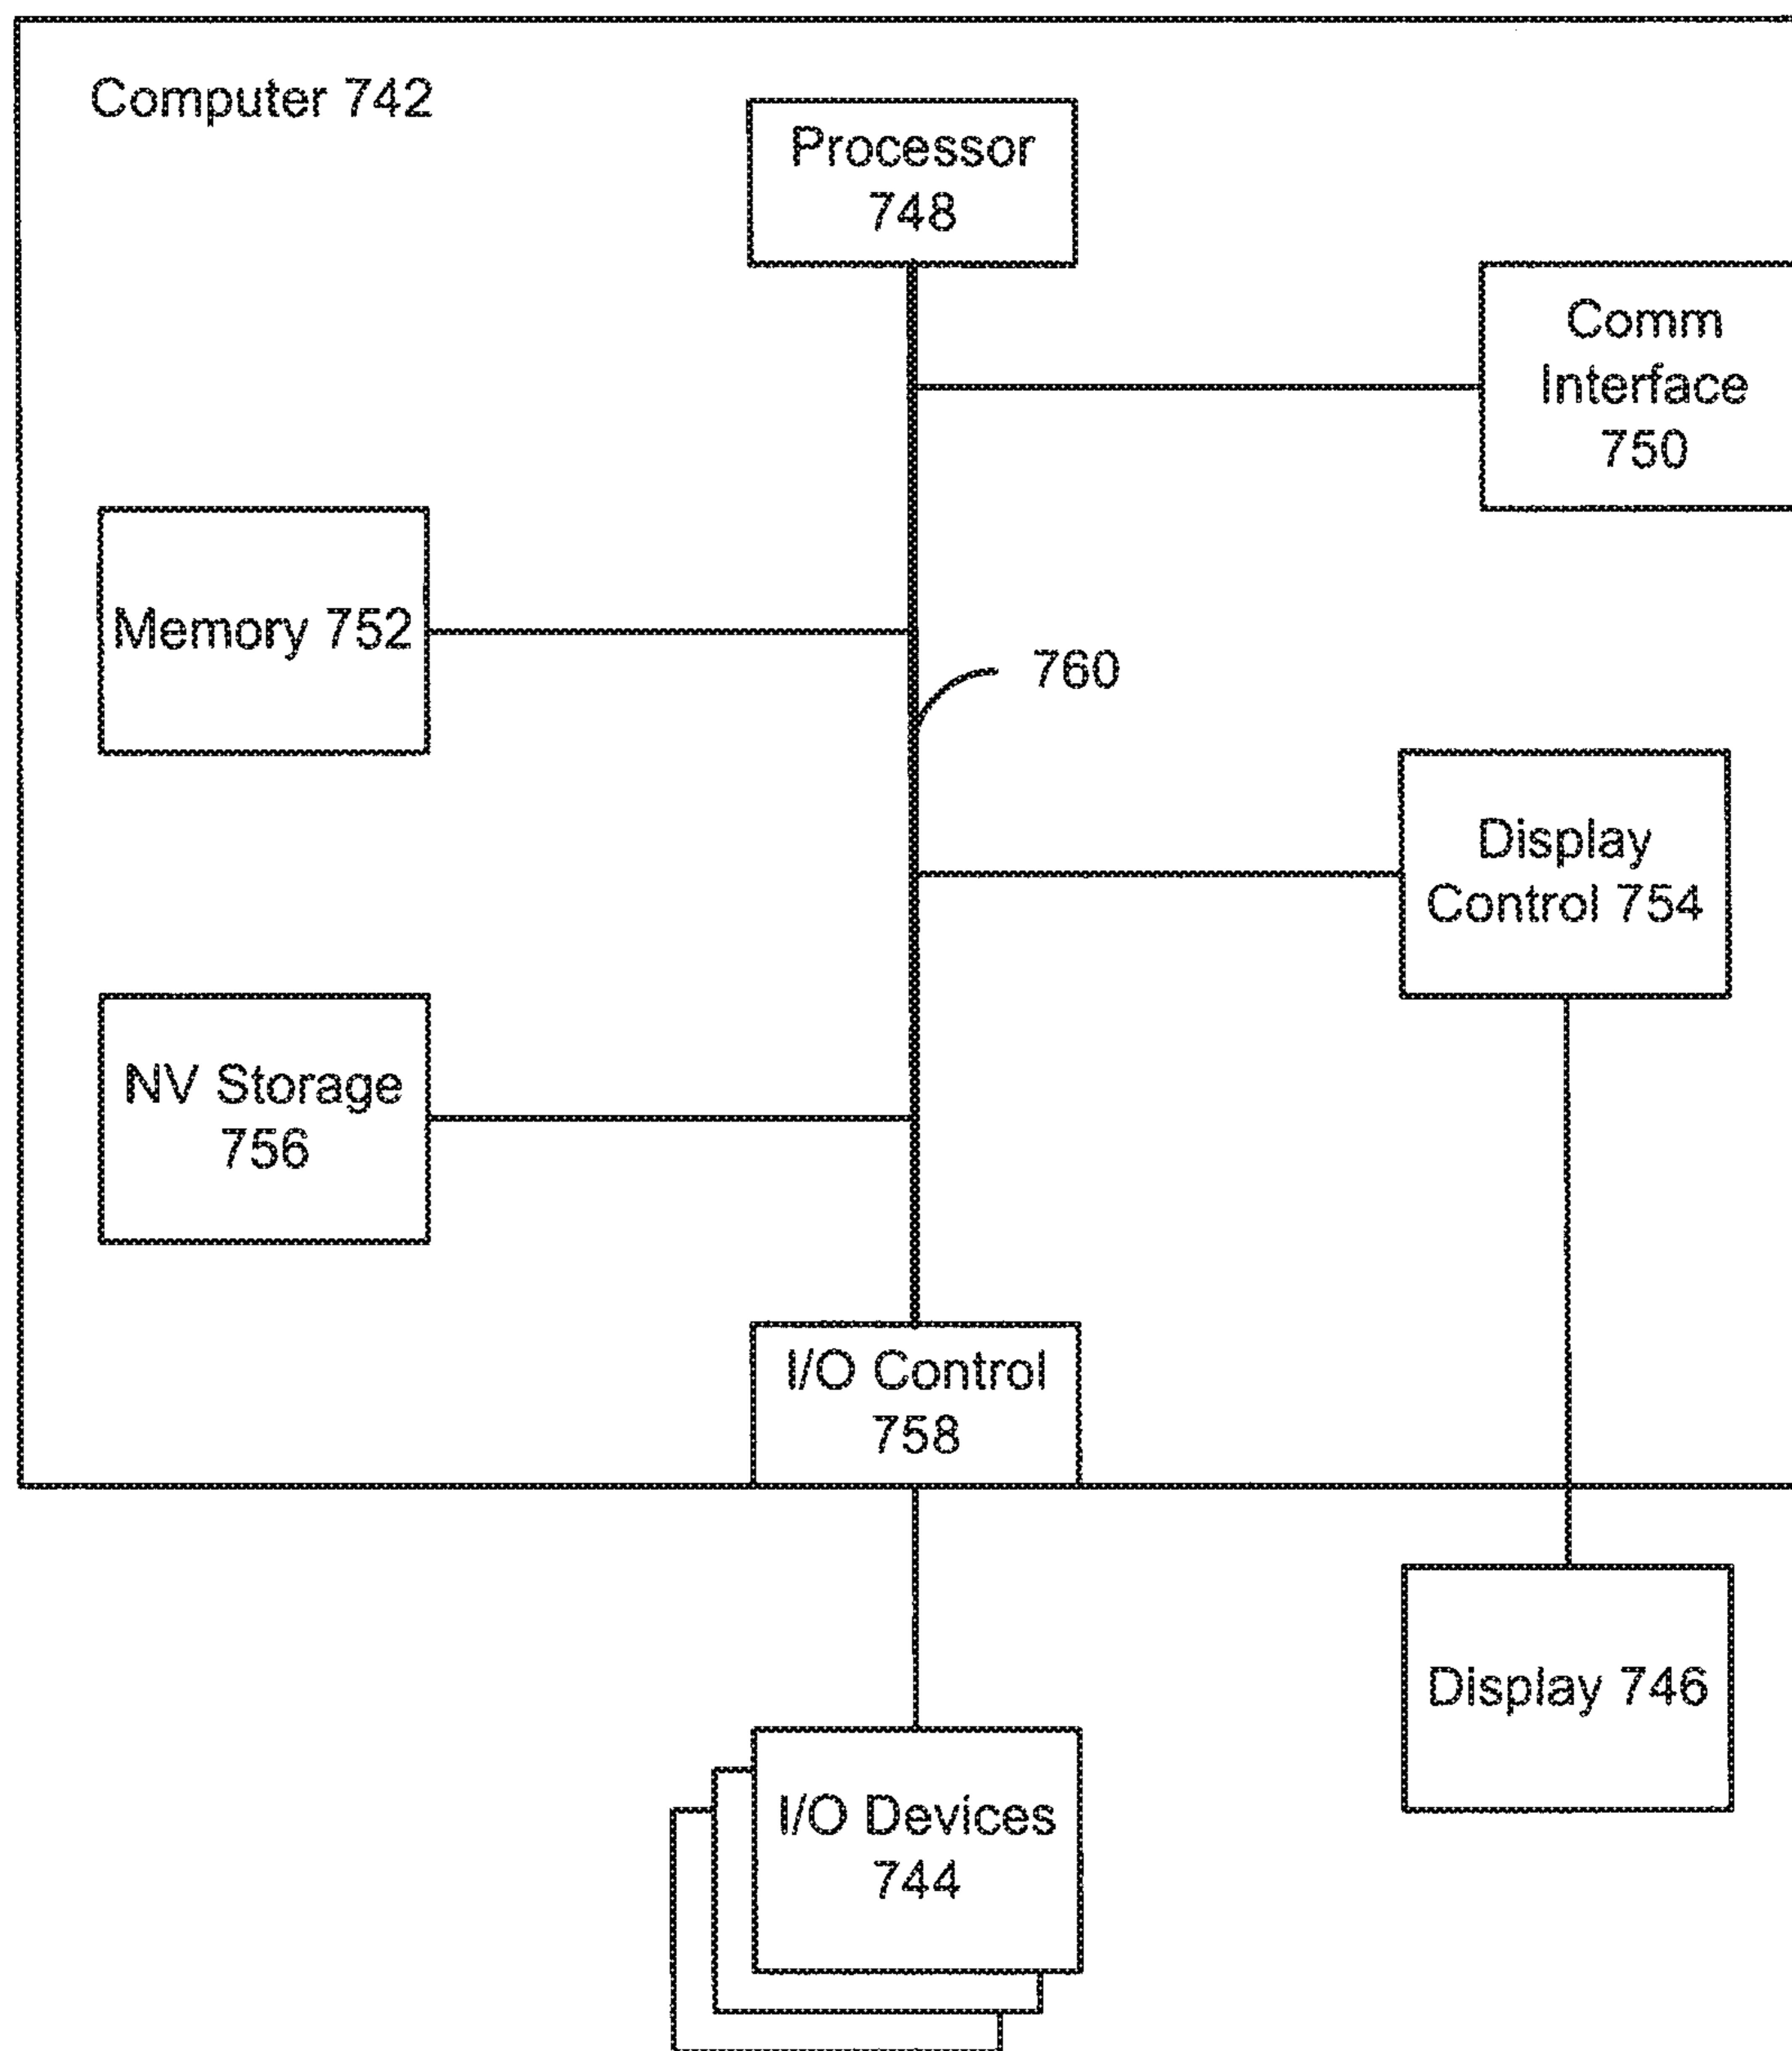 Computer 742
Processor
748
Comm
Interface
750
Memory 752
760
Display
Control 754
NV Storage
756
I/O Control
758
Display 746
I/O Devices
744